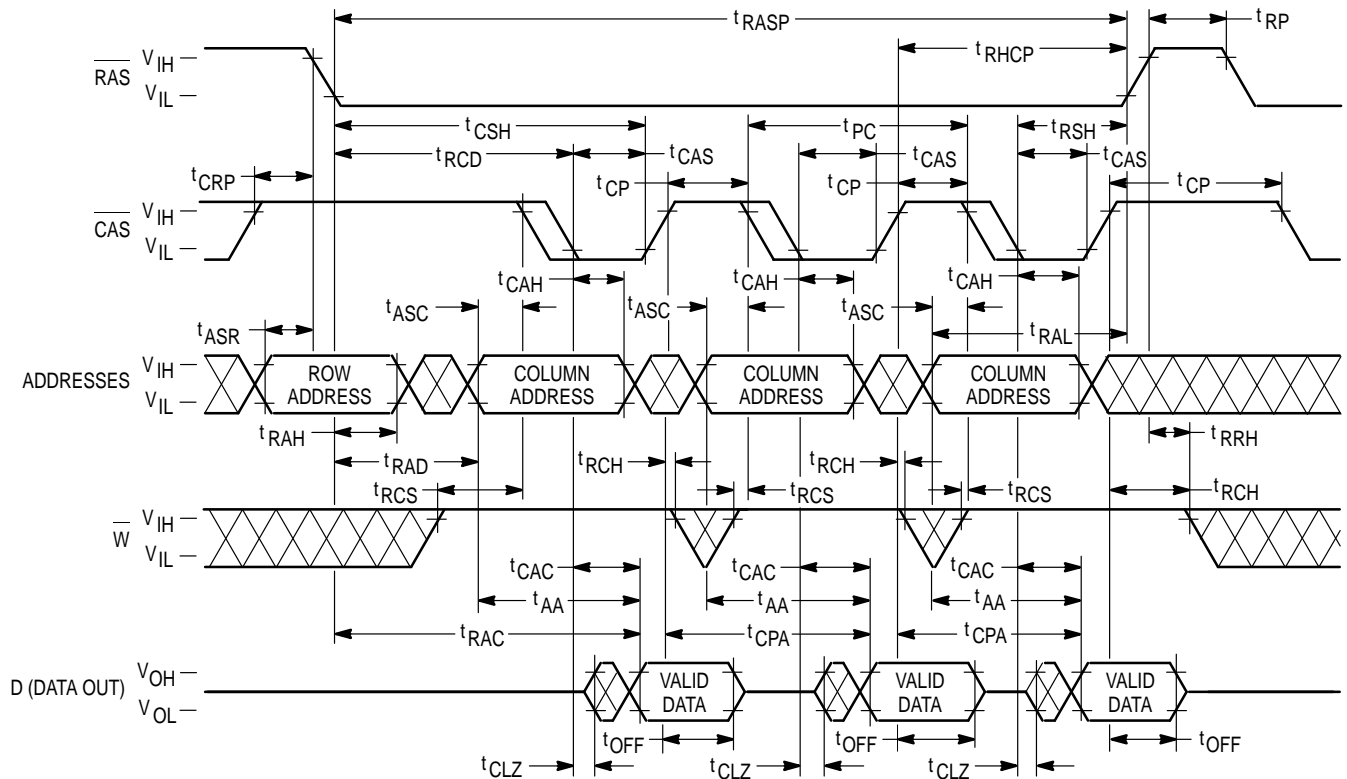 tRASP
tRP
tRHCP
RAS
VIH
VIL
tCSH
tPC
tRSH
tRCD
tCAS
tCAS
tCAS
tCRP
tCP
tCP
tCP
CAS
VIH
VIL
tCAH
tCAH
tCAH
tASC
tASC
tASC
tASR
tRAL
ADDRESSES
VIH
VIL
ROW
ADDRESS
COLUMN
ADDRESS
COLUMN
ADDRESS
COLUMN
ADDRESS
tRAH
tRRH
tRAD
tRCH
tRCH
tRCS
tRCS
tRCS
tRCH
W
VIH
VIL
tCAC
tCAC
tCAC
tAA
tAA
tAA
tRAC
tCPA
tCPA
D (DATA OUT)
VOH
VOL
VALID
DATA
VALID
DATA
VALID
DATA
tOFF
tOFF
tOFF
tCLZ
tCLZ
tCLZ